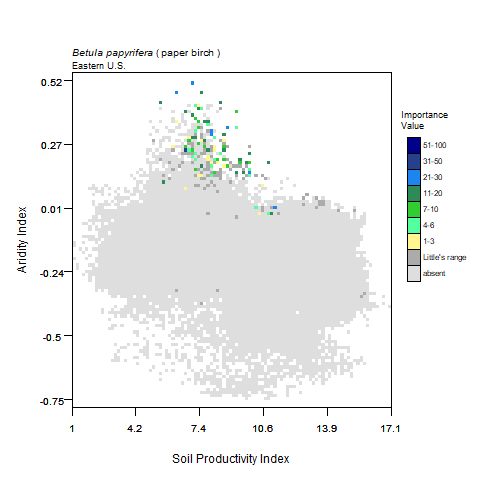 Betula papyrifera ( paper birch )
Eastern U.S.
0.52
0.27
0.01
-0.24
-0.5
-0.75
Aridity Index
1 4.2 7.4 10.6 13.9 17.1
Soil Productivity Index
Importance
Value
51-100
31-50
21-30
11-20
7-10
4-6
1-3
Little's range
absent